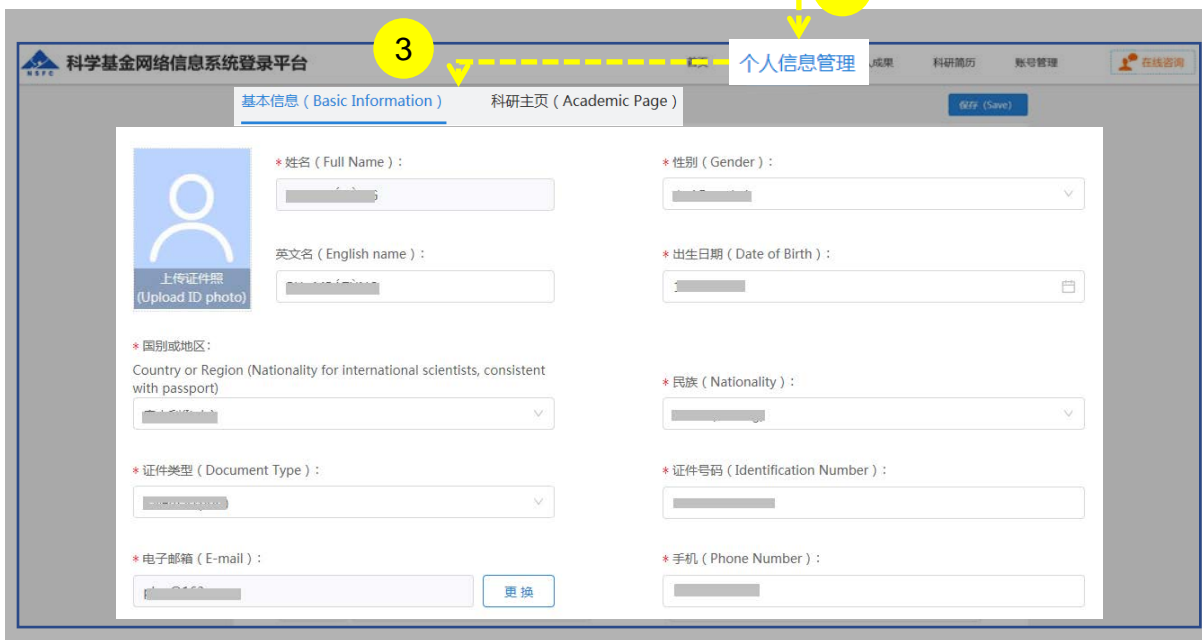 3
NSFC
科学基金网络信息系统登录平台
个人信息管理
成果
科研简历
账号管理
在线咨询
基本信息 ( Basic Information )
科研主页 ( Academic Page )
保存 (Save)
* 姓名 ( Full Name ) :
* 性别 ( Gender ) :
英文名 ( English name ) :
* 出生日期 ( Date of Birth ) :
上传证件照
(Upload ID photo)
* 国别或地区:
Country or Region (Nationality for international scientists, consistent
with passport)
* 民族 ( Nationality ) :
* 证件类型 ( Document Type ) :
* 证件号码 ( Identification Number ) :
* 电子邮箱 ( E-mail ) :
更 换
* 手机 ( Phone Number ) :